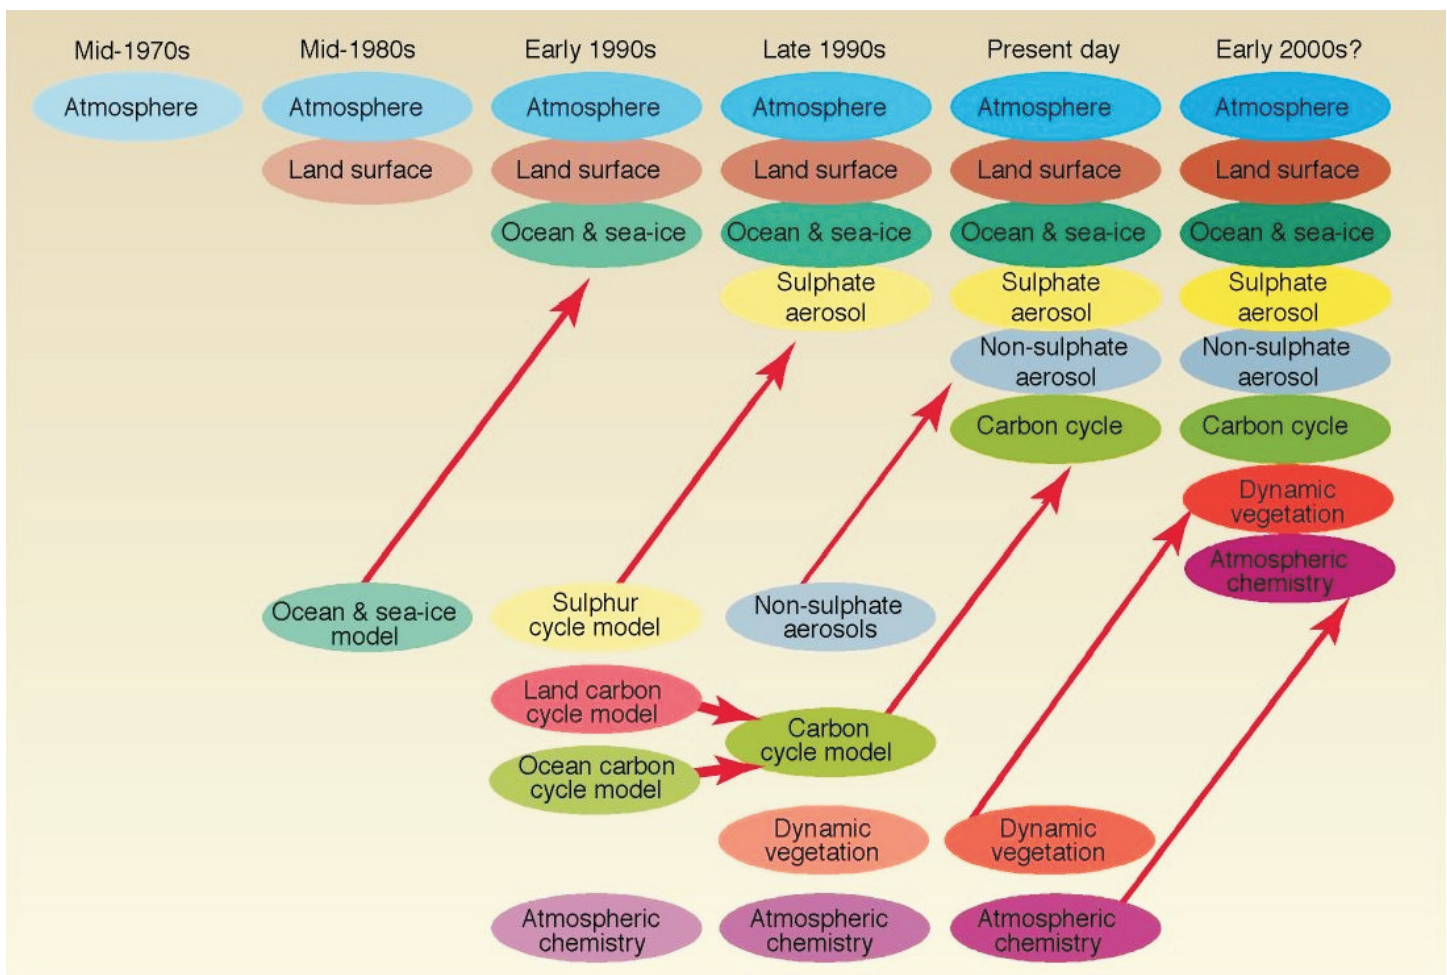 Mid-1970s
Mid-1980s
Early 1990s
Late 1990s
Present day
Early 2000s?
Atmosphere
Atmosphere
Atmosphere
Atmosphere
Atmosphere
Atmosphere
Land surface
Land surface
Land surface
Land surface
Land surface
Ocean & sea-ice
Ocean & sea-ice
Ocean & sea-ice
Ocean & sea-ice
Sulphate
aerosol
Sulphate
aerosol
Sulphate
aerosol
Non-sulphate
aerosol
Non-sulphate
aerosol
Carbon cycle
Carbon cycle
Dynamic
vegetation
Atmospheric
chemistry
Ocean & sea-ice
model
Sulphur
cycle model
Non-sulphate
aerosols
Land carbon
cycle model
Carbon
cycle model
Ocean carbon
cycle model
Dynamic
vegetation
Dynamic
vegetation
Atmospheric
chemistry
Atmospheric
chemistry
Atmospheric
chemistry